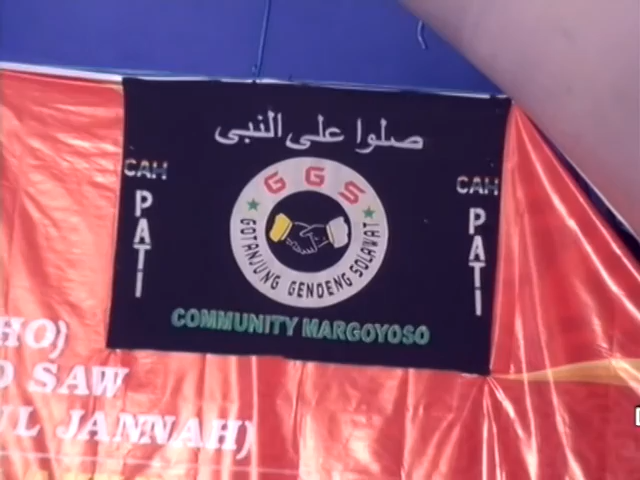 صلوا على النبى
CAH
PATI
GGS
GOTANJUNG GENDENG SOLAWAT
CAH
PATI
COMMUNITY MARGOYOSO
HO)
SAW
JANNAH)